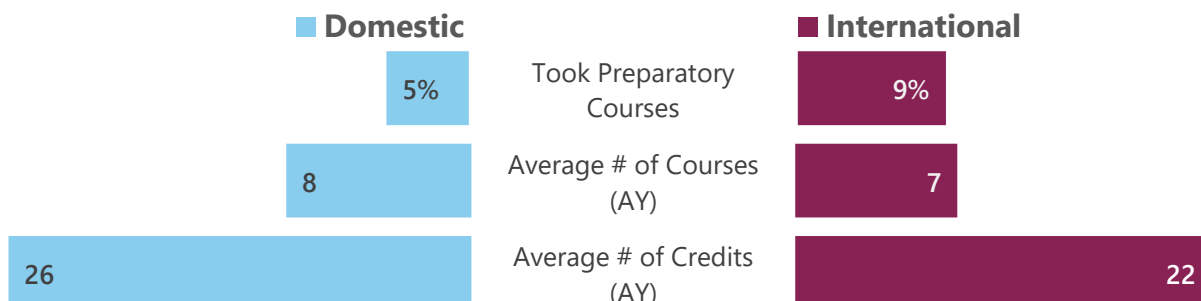 Domestic
International
5%
Took Preparatory
Courses
9%
8
Average # of Courses
(AY)
7
26
Average # of Credits
(AY)
22